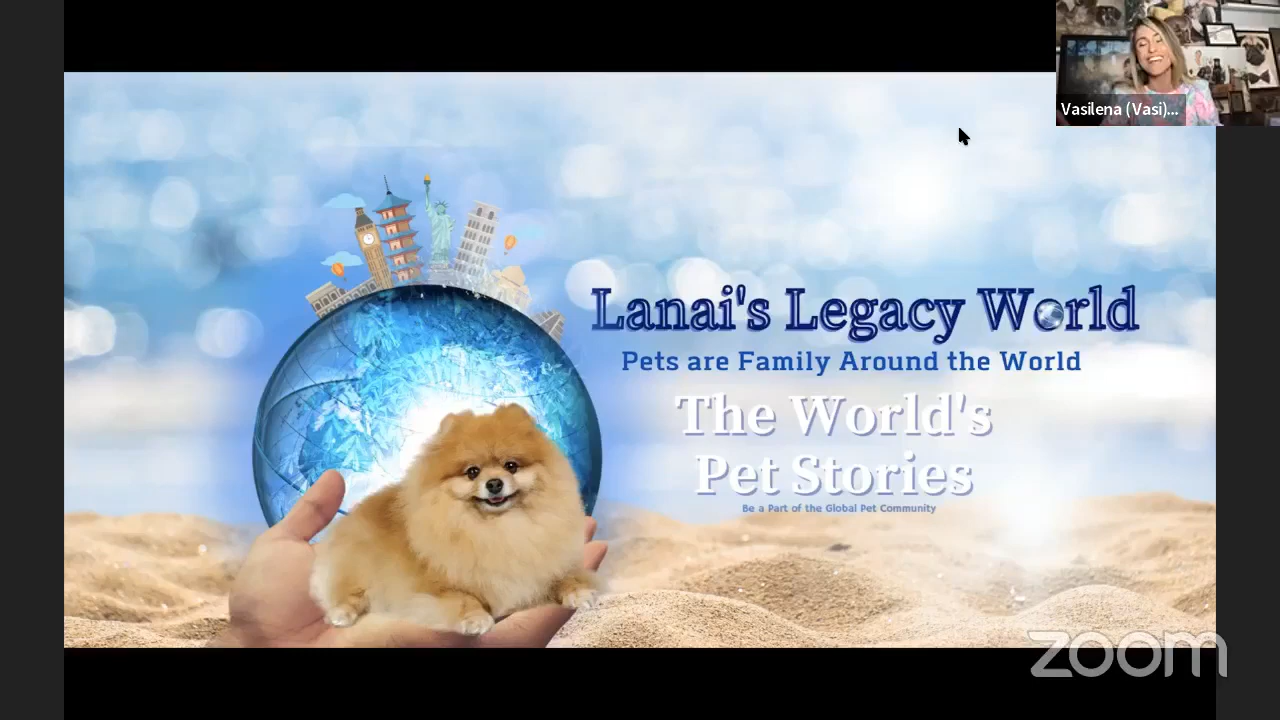 Vasilena (Vasi)...
Lanai's Legacy World
Pets are Family Around the World
The World's
Pet Stories
Be a Part of the Global Pet Community
zoom